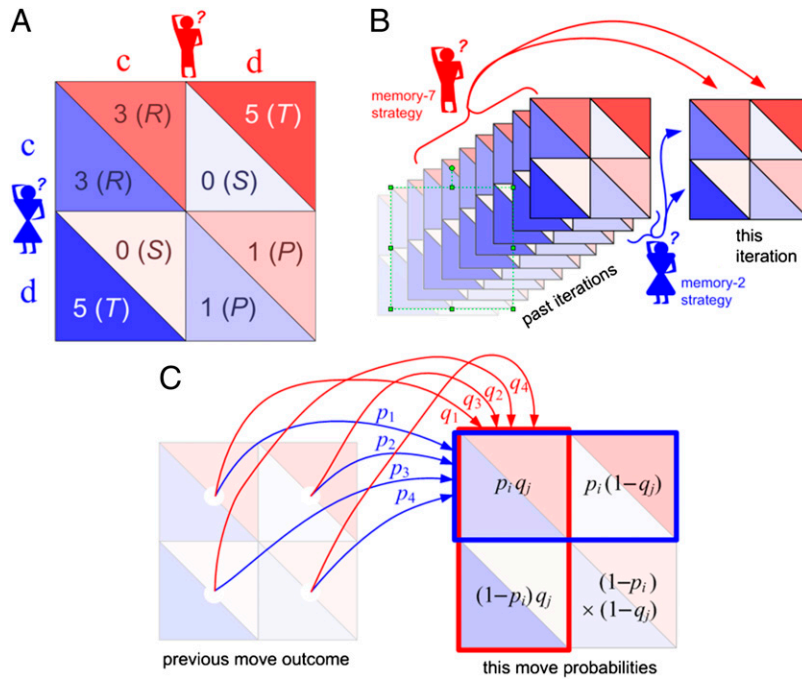 A
?
c
d
c
3 (R)
5 (T)
3 (R)
0 (S)
?
d
0 (S)
1 (P)
5 (T)
1 (P)
B
?
memory-7
strategy
past iterations
this
iteration
?
memory-2
strategy
C
q1 q3 q2 q4
p1
p2
p3
p4
piqj
pi(1−qj)
(1−pi)qj
(1−pi)
× (1−qj)
previous move outcome
this move probabilities